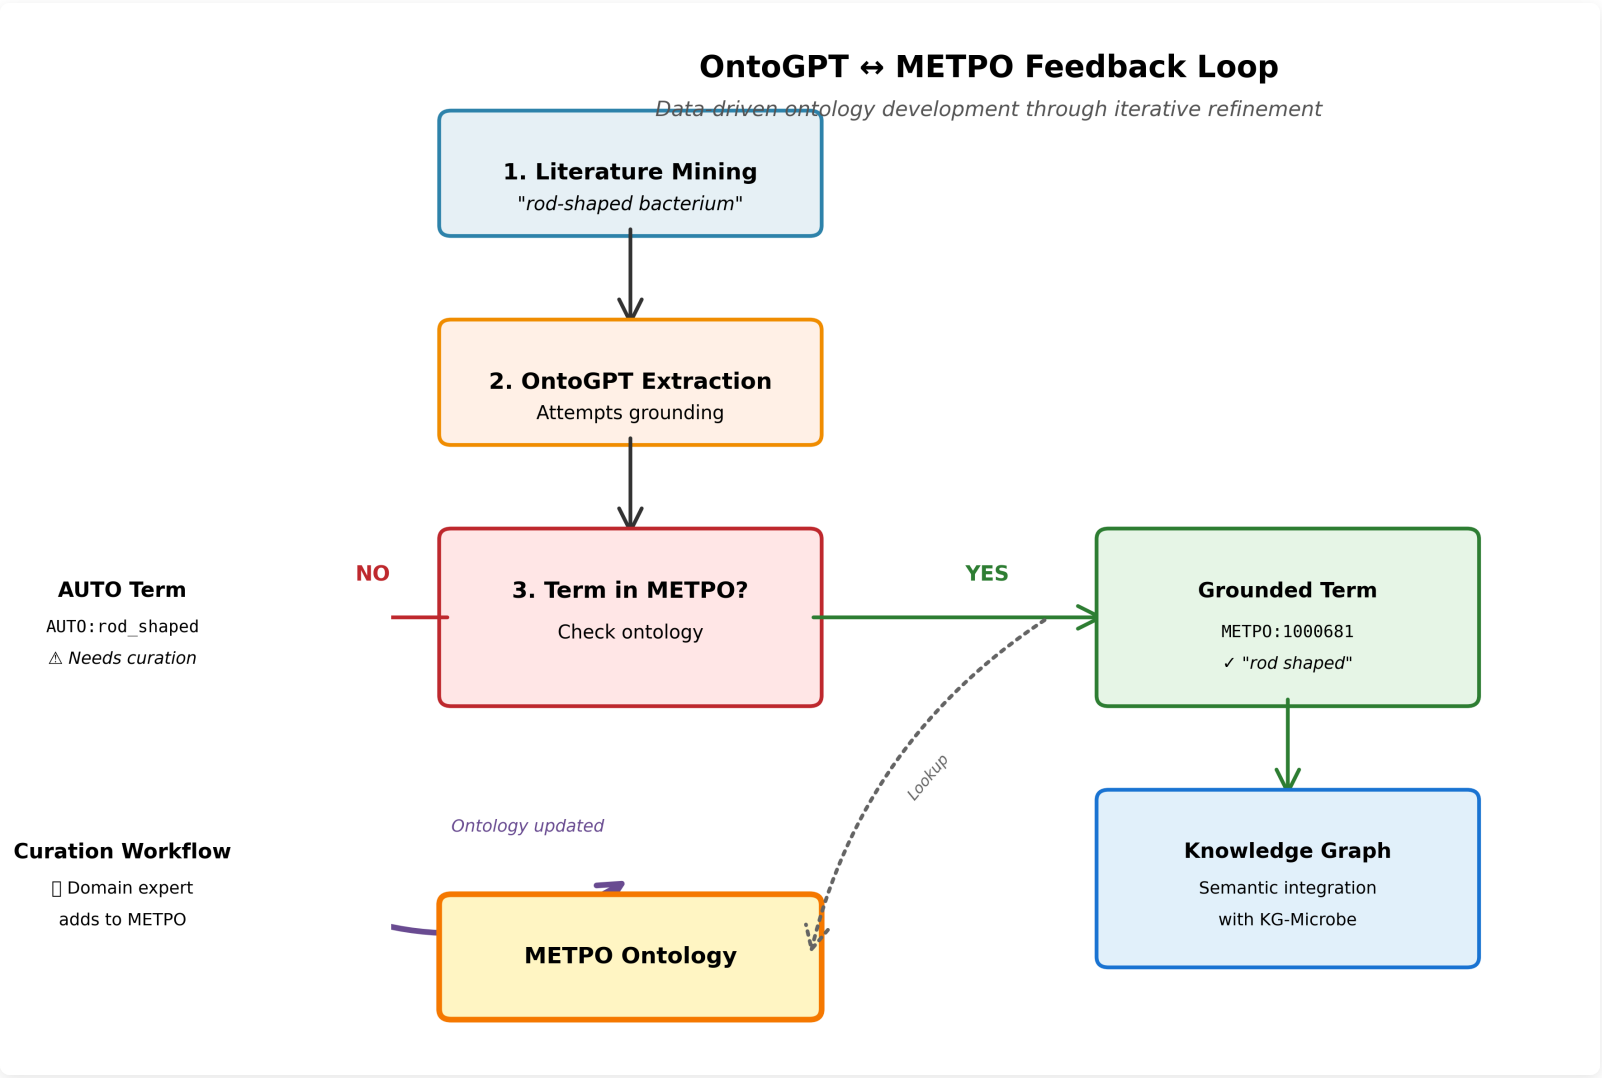 OntoGPT ↔ METPO Feedback Loop
Data-driven ontology development through iterative refinement
1. Literature Mining
"rod-shaped bacterium"
2. OntoGPT Extraction
Attempts grounding
NO
3. Term in METPO?
Check ontology
YES
AUTO Term
AUTO:rod_shaped
⚠ Needs curation
Grounded Term
METPO:1000681
✓ "rod shaped"
Lookup
Ontology updated
Curation Workflow
▯ Domain expert
adds to METPO
METPO Ontology
Knowledge Graph
Semantic integration
with KG-Microbe